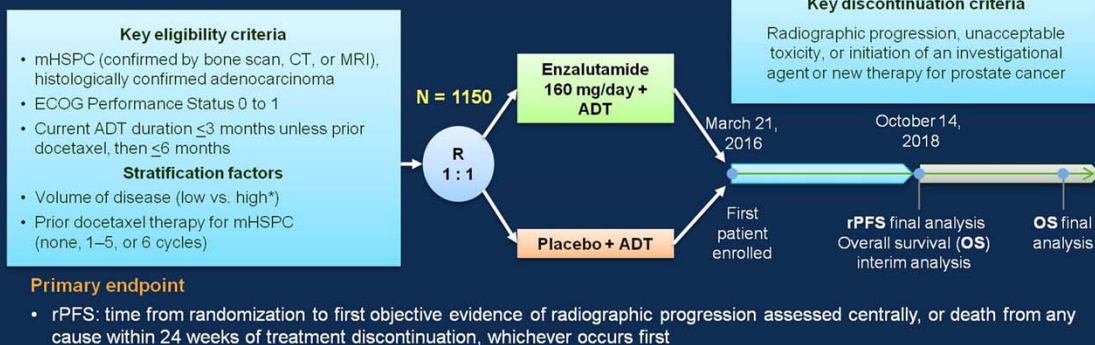 Key eligibility criteria
• mHSPC (confirmed by bone scan, CT, or MRI),
histologically confirmed adenocarcinoma
• ECOG Performance Status 0 to 1
• Current ADT duration ≤3 months unless prior
docetaxel, then ≤6 months
Stratification factors
• Volume of disease (low vs. high*)
• Prior docetaxel therapy for mHSPC
(none, 1–5, or 6 cycles)
N = 1150
R
1 : 1
Enzalutamide
160 mg/day +
ADT
Placebo + ADT
Key discontinuation criteria
Radiographic progression, unacceptable
toxicity, or initiation of an investigational
agent or new therapy for prostate cancer
March 21,
2016
October 14,
2018
First
patient
enrolled
rPFS final analysis
Overall survival (OS)
interim analysis
OS final
analysis
Primary endpoint
• rPFS: time from randomization to first objective evidence of radiographic progression assessed centrally, or death from any
cause within 24 weeks of treatment discontinuation, whichever occurs first